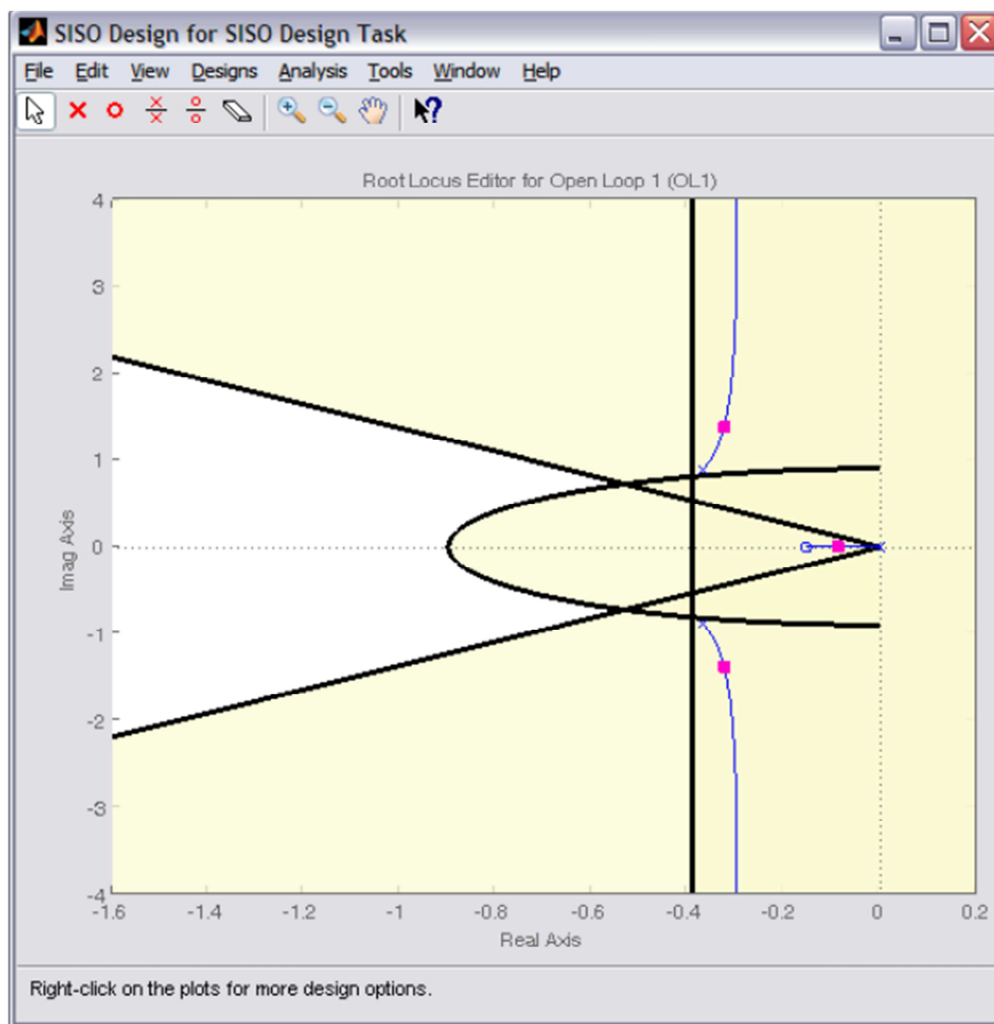 SISO Design for SISO Design Task
File Edit View Designs Analysis Tools Window Help
Root Locus Editor for Open Loop 1 (OL1)
4
3
2
1
0
-1
-2
-3
-4
Imag Axis
-1.6 -1.4 -1.2 -1 -0.8 -0.6 -0.4 -0.2 0 0.2
Real Axis
Right-click on the plots for more design options.